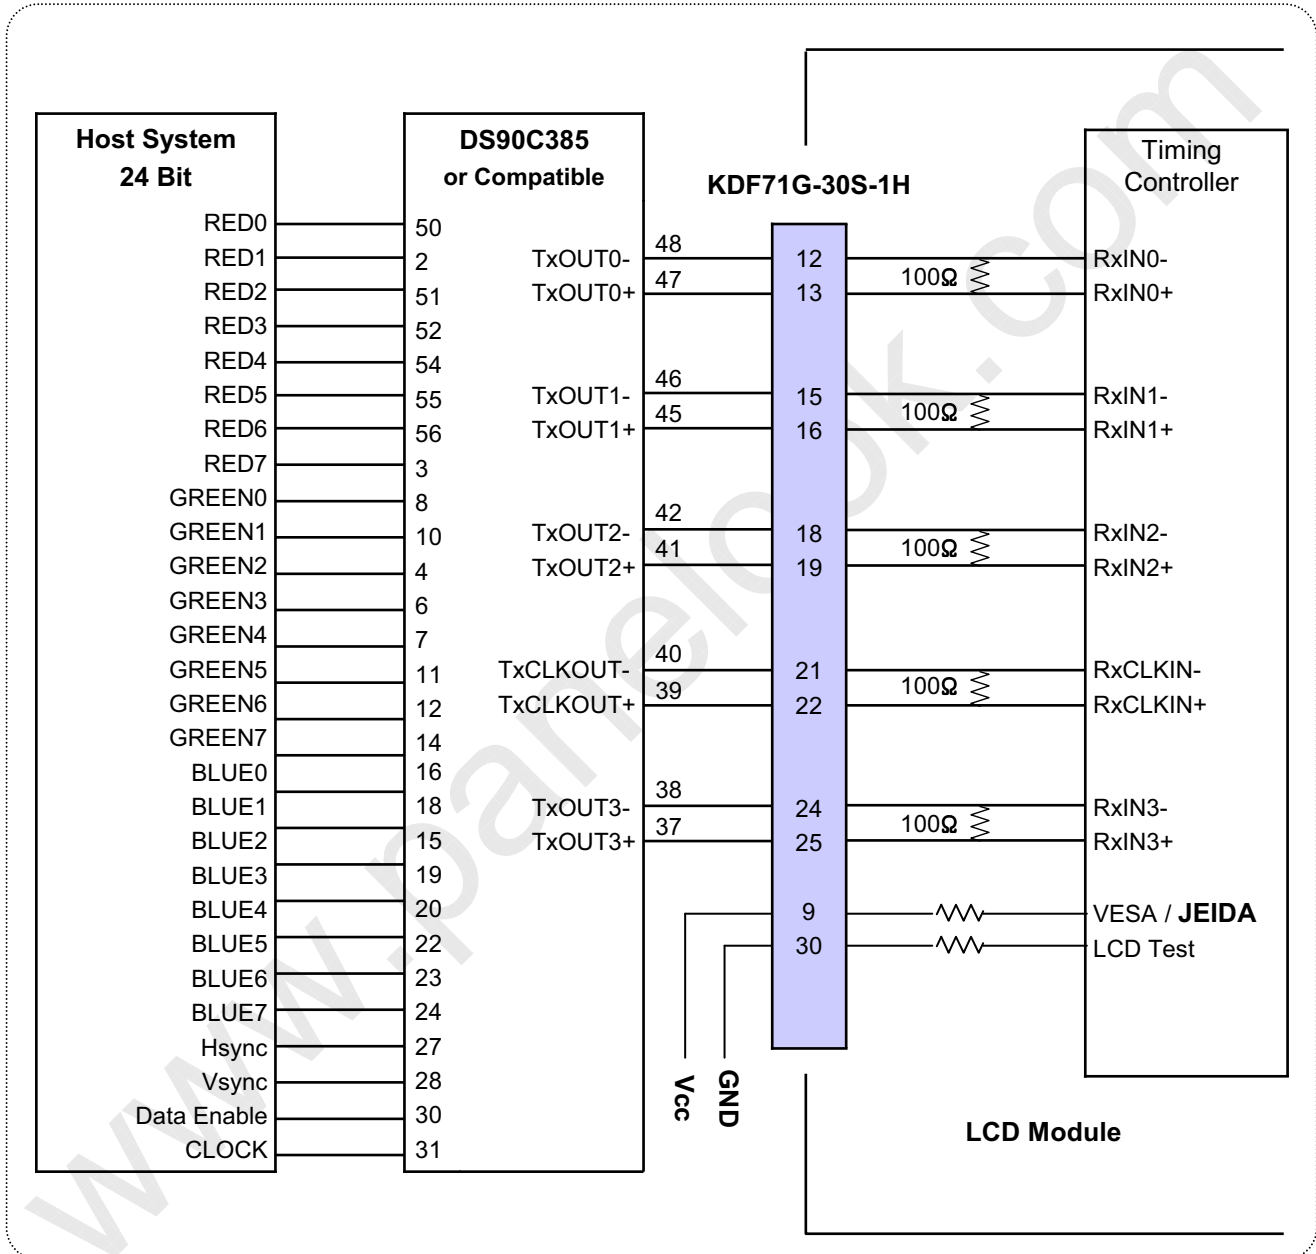 Host System
24 Bit
RED0
RED1
RED2
RED3
RED4
RED5
RED6
RED7
GREEN0
GREEN1
GREEN2
GREEN3
GREEN4
GREEN5
GREEN6
GREEN7
BLUE0
BLUE1
BLUE2
BLUE3
BLUE4
BLUE5
BLUE6
BLUE7
Hsync
Vsync
Data Enable
CLOCK
DS90C385
or Compatible
50
2
51
52
54
55
56
3
8
10
4
6
7
11
12
14
16
18
15
19
20
22
23
24
27
28
30
31
TxOUT0-
TxOUT0+
TxOUT1-
TxOUT1+
TxOUT2-
TxOUT2+
TxCLKOUT-
TxCLKOUT+
TxOUT3-
TxOUT3+
48
47
46
45
42
41
40
39
38
37
KDF71G-30S-1H
12
13
15
16
18
19
21
22
24
25
9
30
Vcc
GND
100Ω
100Ω
100Ω
100Ω
100Ω
Timing
Controller
RxIN0-
RxIN0+
RxIN1-
RxIN1+
RxIN2-
RxIN2+
RxCLKIN-
RxCLKIN+
RxIN3-
RxIN3+
VESA / JEIDA
LCD Test
LCD Module
www.panelook.com